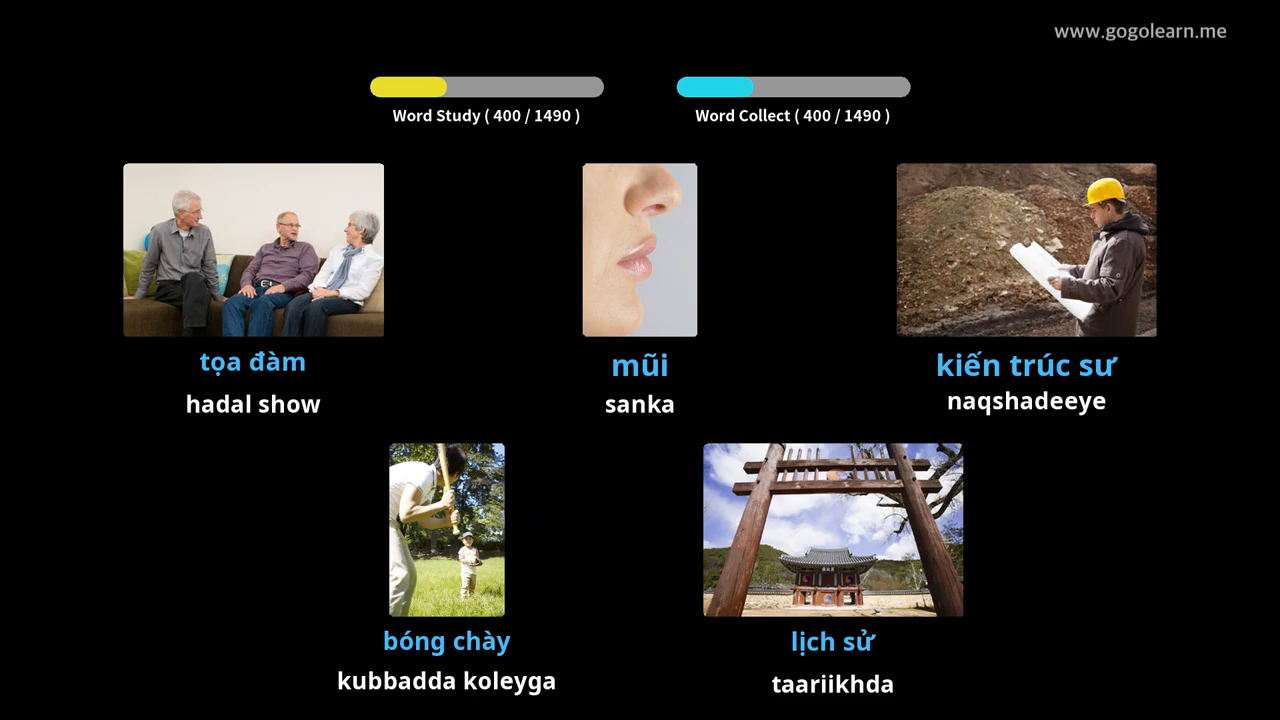 www.gogolearn.me
Word Study ( 400 / 1490 )
Word Collect ( 400 / 1490 )
tọa đàm
hadal show
mũi
sanka
kiến trúc sư
naqshadeeye
bóng chày
kubbadda koleyga
lịch sử
taariikhda